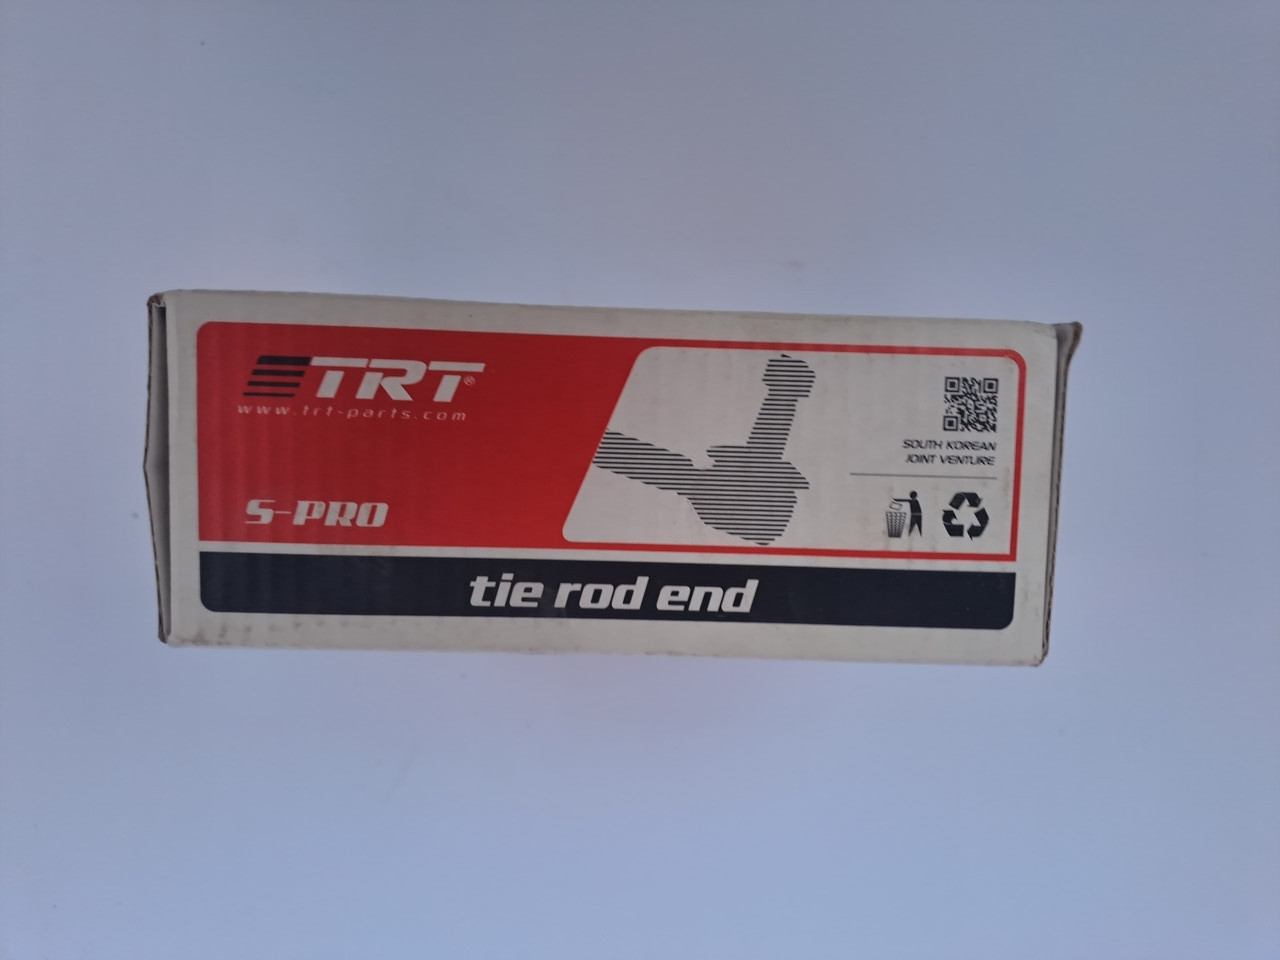 TRT®
www.trt-parts.com
S-PRO
SOUTH KOREAN
JOINT VENTURE
tie rod end